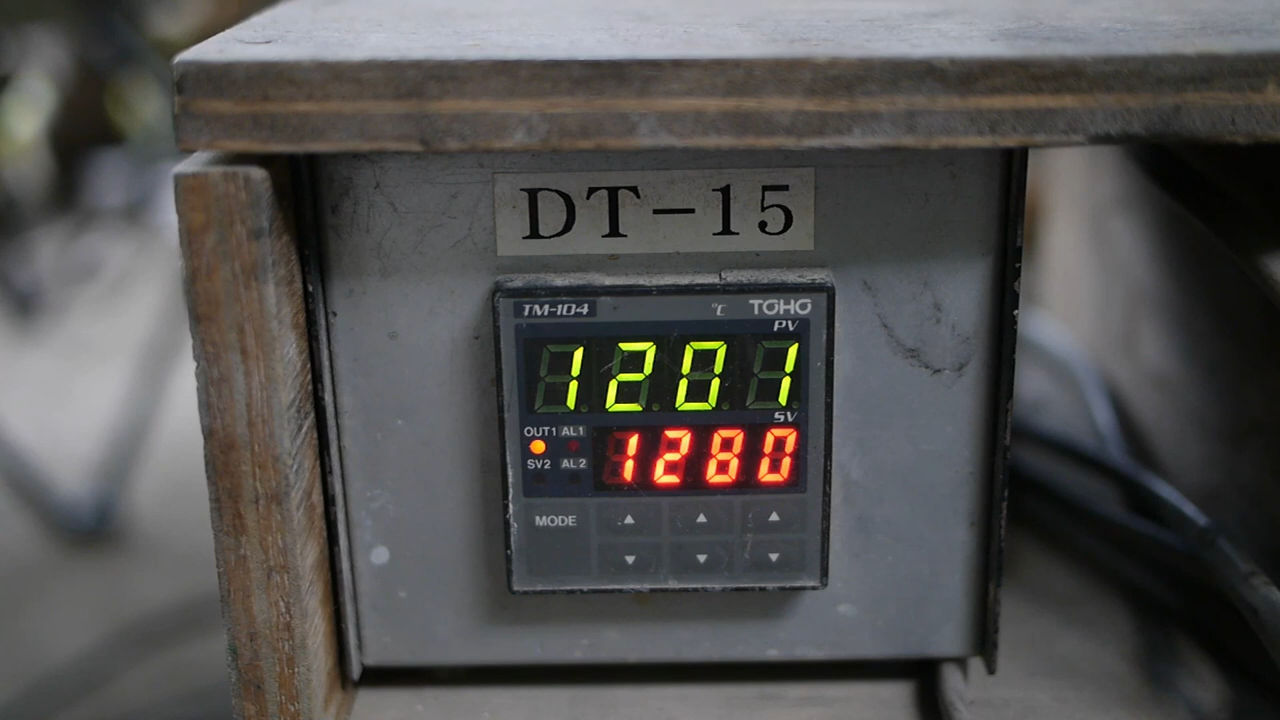 DT-15
TM-104 °C TOHO
PV
1201
SV
OUT1 AL1
1280
SV2 AL2
MODE